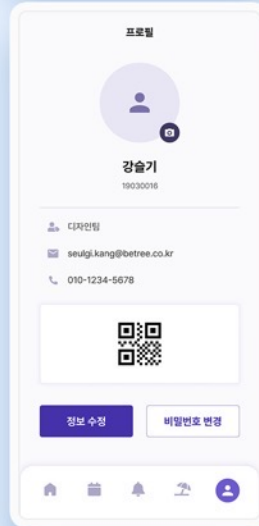 프로필
강슬기
19030016
디자인팀
seulgi.kang@betree.co.kr
010-1234-5678
정보 수정
비밀번호 변경